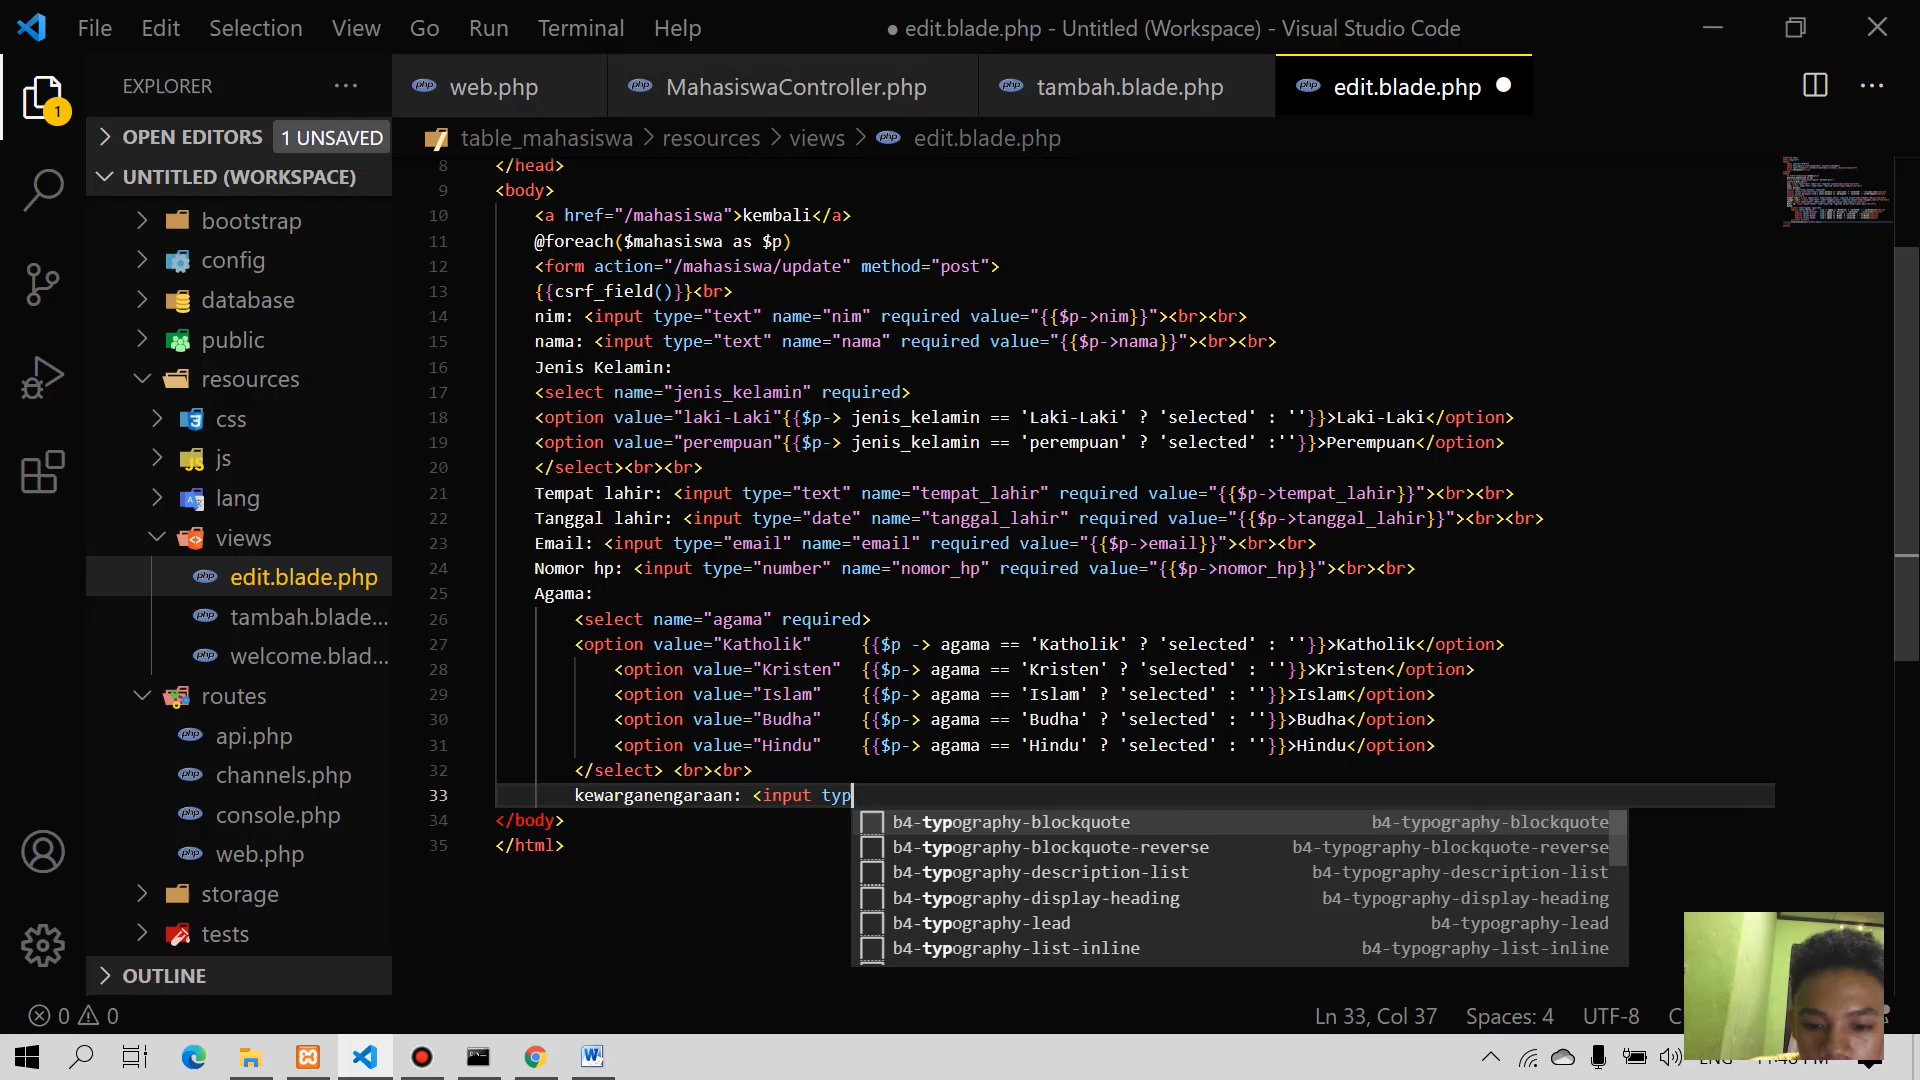 File Edit Selection View Go Run Terminal Help
● edit.blade.php - Untitled (Workspace) - Visual Studio Code
EXPLORER
web.php
MahasiswaController.php
tambah.blade.php
edit.blade.php
OPEN EDITORS 1 UNSAVED
UNTITLED (WORKSPACE)
1
bootstrap
config
database
public
resources
css
js
lang
views
edit.blade.php
tambah.blade...
welcome.blad...
routes
api.php
channels.php
console.php
web.php
storage
tests
OUTLINE
table_mahasiswa > resources > views > edit.blade.php
8 </head>
9 <body>
10 <a href="/mahasiswa">kembali</a>
11 @foreach($mahasiswa as $p)
12 <form action="/mahasiswa/update" method="post">
13 {{csrf_field()}}<br>
14 nim: <input type="text" name="nim" required value="{{$p->nim}}"><br><br>
15 nama: <input type="text" name="nama" required value="{{$p->nama}}"><br><br>
16 Jenis Kelamin:
17 <select name="jenis_kelamin" required>
18 <option value="laki-Laki"{{$p-> jenis_kelamin == 'Laki-Laki' ? 'selected' : ''}}>Laki-Laki</option>
19 <option value="perempuan"{{$p-> jenis_kelamin == 'perempuan' ? 'selected' :''}}>Perempuan</option>
20 </select><br><br>
21 Tempat lahir: <input type="text" name="tempat_lahir" required value="{{$p->tempat_lahir}}"><br><br>
22 Tanggal lahir: <input type="date" name="tanggal_lahir" required value="{{$p->tanggal_lahir}}"><br><br>
23 Email: <input type="email" name="email" required value="{{$p->email}}"><br><br>
24 Nomor hp: <input type="number" name="nomor_hp" required value="{{$p->nomor_hp}}"><br><br>
25 Agama:
26 <select name="agama" required>
27 <option value="Katholik" {{$p -> agama == 'Katholik' ? 'selected' : ''}}>Katholik</option>
28 <option value="Kristen" {{$p-> agama == 'Kristen' ? 'selected' : ''}}>Kristen</option>
29 <option value="Islam" {{$p-> agama == 'Islam' ? 'selected' : ''}}>Islam</option>
30 <option value="Budha" {{$p-> agama == 'Budha' ? 'selected' : ''}}>Budha</option>
31 <option value="Hindu" {{$p-> agama == 'Hindu' ? 'selected' : ''}}>Hindu</option>
32 </select> <br><br>
33 kewarganengaraan: <input typ
34 </body>
35 </html>
b4-typography-blockquote b4-typography-blockquote
b4-typography-blockquote-reverse b4-typography-blockquote-reverse
b4-typography-description-list b4-typography-description-list
b4-typography-display-heading b4-typography-display-heading
b4-typography-lead b4-typography-lead
b4-typography-list-inline b4-typography-list-inline
0 0
Ln 33, Col 37 Spaces: 4 UTF-8